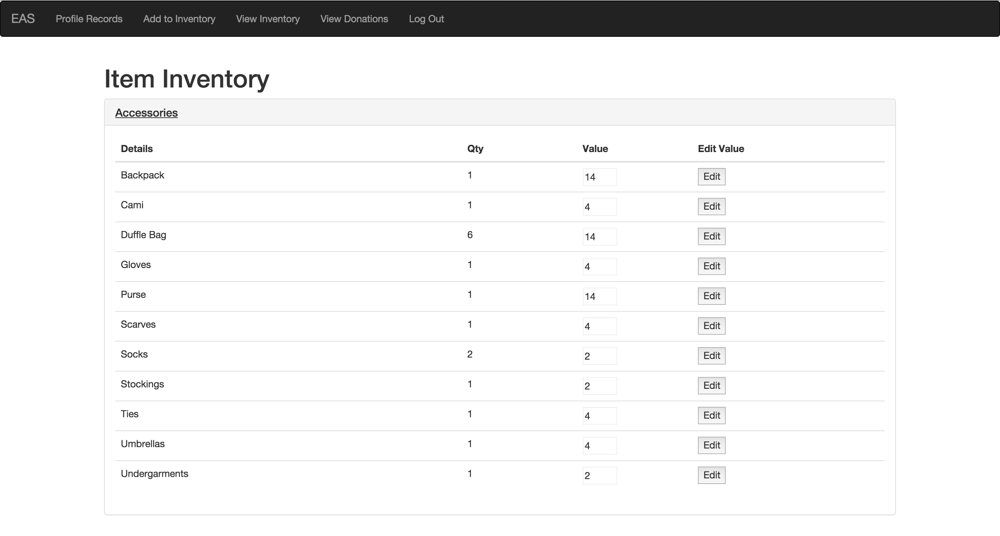 EAS Profile Records Add to Inventory View Inventory View Donations Log Out
Item Inventory
Accessories
Details Qty Value Edit Value
Backpack 1 14 Edit
Cami 1 4 Edit
Duffle Bag 6 14 Edit
Gloves 1 4 Edit
Purse 1 14 Edit
Scarves 1 4 Edit
Socks 2 2 Edit
Stockings 1 2 Edit
Ties 1 4 Edit
Umbrellas 1 4 Edit
Undergarments 1 2 Edit